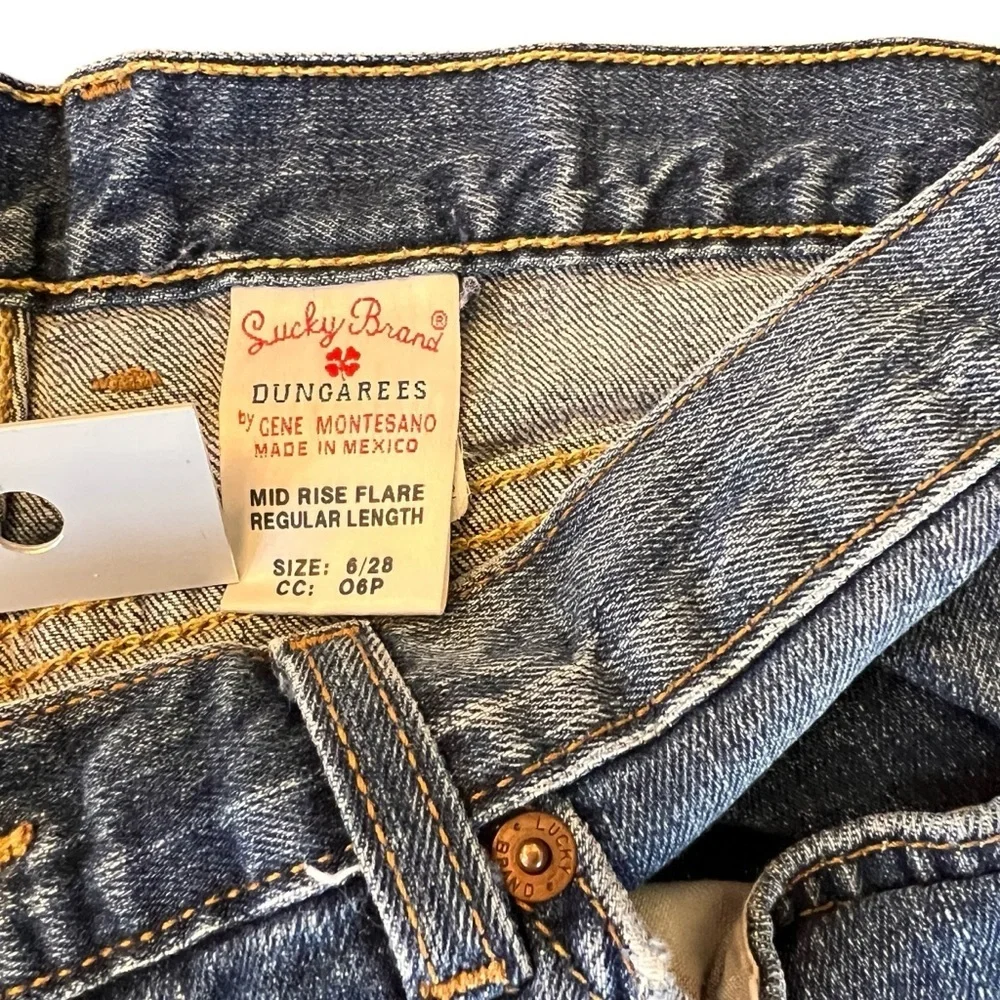 Lucky Brand®
DUNGAREES
by GENE MONTESANO
MADE IN MEXICO
MID RISE FLARE
REGULAR LENGTH
SIZE: 6/28
CC: O6P
LUCKY
BRAND